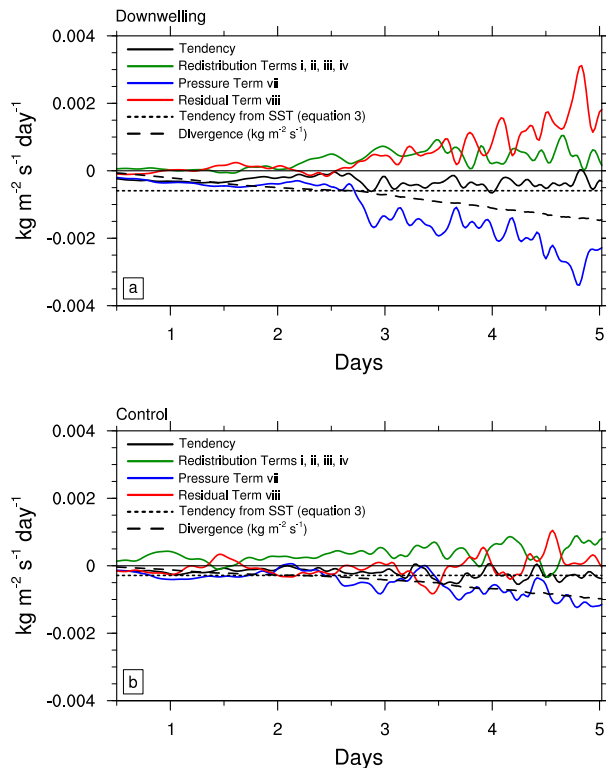 Downwelling
0.004
Tendency
Redistribution Terms i, ii, iii, iv
Pressure Term vii
0.002
Residual Term viii
Tendency from SST (equation 3)
Divergence (kg m⁻² s⁻¹)
0
kg m⁻² s⁻¹ day⁻¹
-0.002
a
-0.004
1 2 3 4 5
Days
Control
0.004
Tendency
Redistribution Terms i, ii, iii, iv
Pressure Term vii
0.002
Residual Term viii
Tendency from SST (equation 3)
Divergence (kg m⁻² s⁻¹)
0
kg m⁻² s⁻¹ day⁻¹
-0.002
b
-0.004
1 2 3 4 5
Days